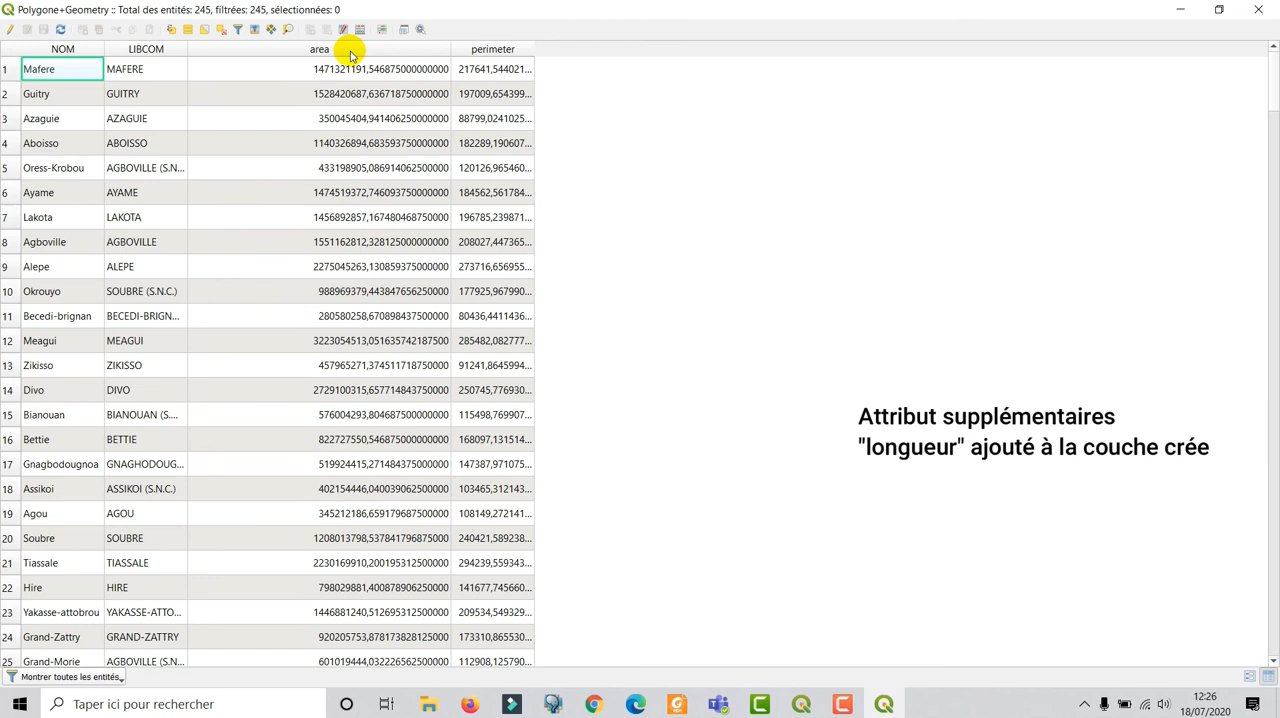 Polygone+Geometry :: Total des entités: 245, filtrées: 245, sélectionnées: 0
NOM LIBCOM area perimeter
1 Mafere MAFERE 1471321191,546875000000000 217641,544021...
2 Guitry GUITRY 1528420687,636718750000000 197009,654399...
3 Azaguie AZAGUIE 350045404,941406250000000 88799,0241025...
4 Aboisso ABOISSO 1140326894,683593750000000 182289,190607...
5 Oress-Krobou AGBOVILLE (S.N... 433198905,086914062500000 120126,965460...
6 Ayame AYAME 1474519372,746093750000000 184562,561784...
7 Lakota LAKOTA 1456892857,167480468750000 196785,239871...
8 Agboville AGBOVILLE 1551162812,328125000000000 208027,447365...
9 Alepe ALEPE 2275045263,130859375000000 273716,656955...
10 Okrouyo SOUBRE (S.N.C.) 988969379,443847656250000 177925,967990...
11 Becedi-brignan BECEDI-BRIGN... 280580258,670898437500000 80436,4411436...
12 Meagui MEAGUI 3223054513,051635742187500 285482,082777...
13 Zikisso ZIKISSO 457965271,374511718750000 91241,8645994...
14 Divo DIVO 2729100315,657714843750000 250745,776930...
15 Bianouan BIANOUAN (S.... 576004293,804687500000000 115498,769907...
16 Bettie BETTIE 822727550,546875000000000 168097,131514...
17 Gnagbodougnoa GNAGHODOUG... 519924415,271484375000000 147387,971075...
18 Assikoi ASSIKOI (S.N.C.) 402154446,040039062500000 103465,312143...
19 Agou AGOU 345212186,659179687500000 108149,272141...
20 Soubre SOUBRE 1208013798,537841796875000 240421,589238...
21 Tiassale TIASSALE 2230169910,200195312500000 294239,559343...
22 Hire HIRE 798029881,400878906250000 141677,745660...
23 Yakasse-attobrou YAKASSE-ATTO... 1446881240,512695312500000 209534,549329...
24 Grand-Zattry GRAND-ZATTRY 920205753,878173828125000 173310,865530...
25 Grand-Morie AGBOVILLE (S.N... 601019444,032226562500000 112908,125790...
Attribut supplémentaires
"longueur" ajouté à la couche crée
Montrer toutes les entités
Taper ici pour rechercher
12:26
18/07/2020